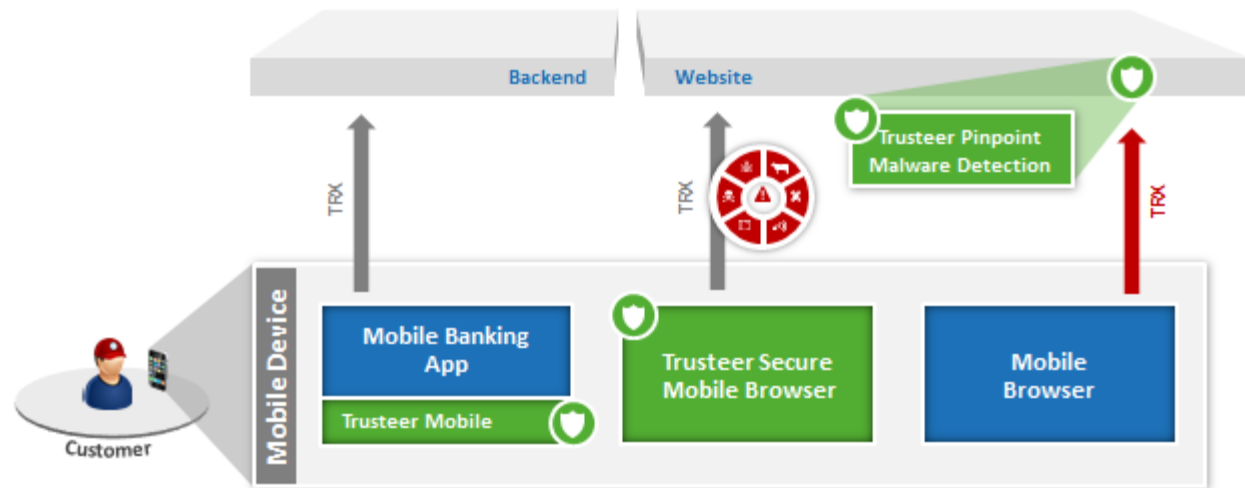 Backend
Website
Trusteer Pinpoint
Malware Detection
TRX
TRX
TRX
Mobile Device
Mobile Banking
App
Trusteer Mobile
Trusteer Secure
Mobile Browser
Mobile
Browser
Customer